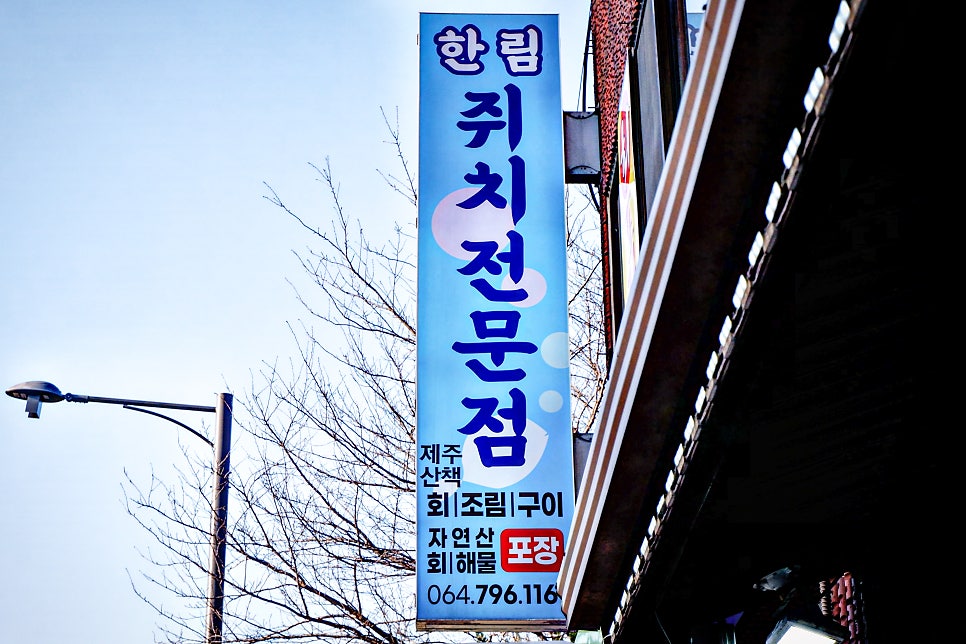 한림
쥐치전문점
제주
산책
회|조림|구이
자연산
회|해물
포장
064.796.116